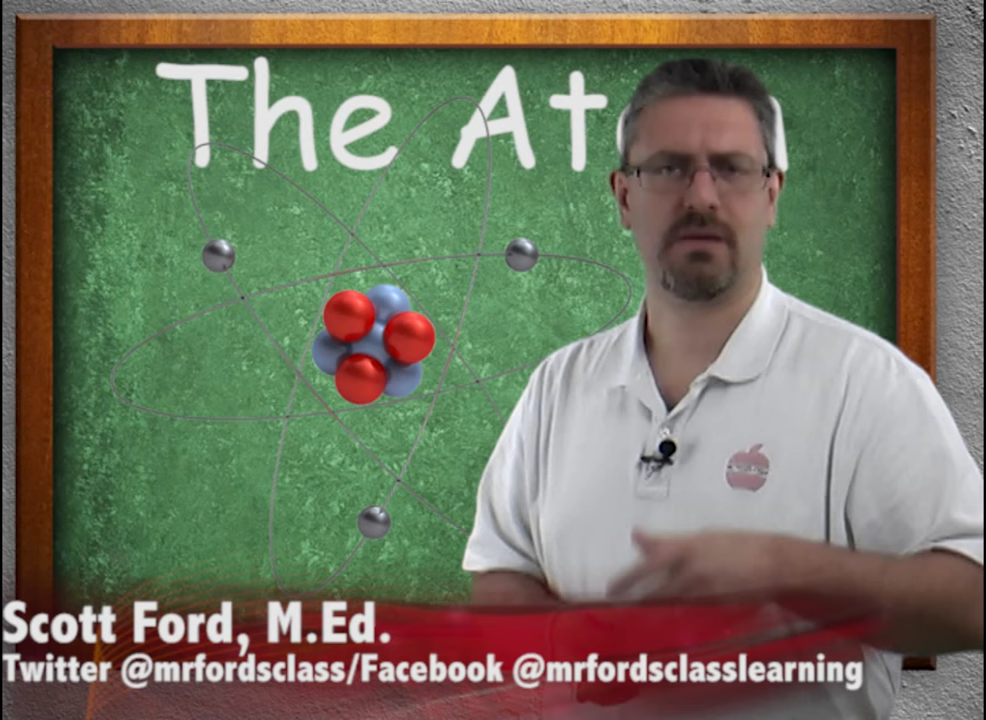 The At
Scott Ford, M.Ed.
Twitter @mrfordsclass/Facebook @mrfordsclasslearning